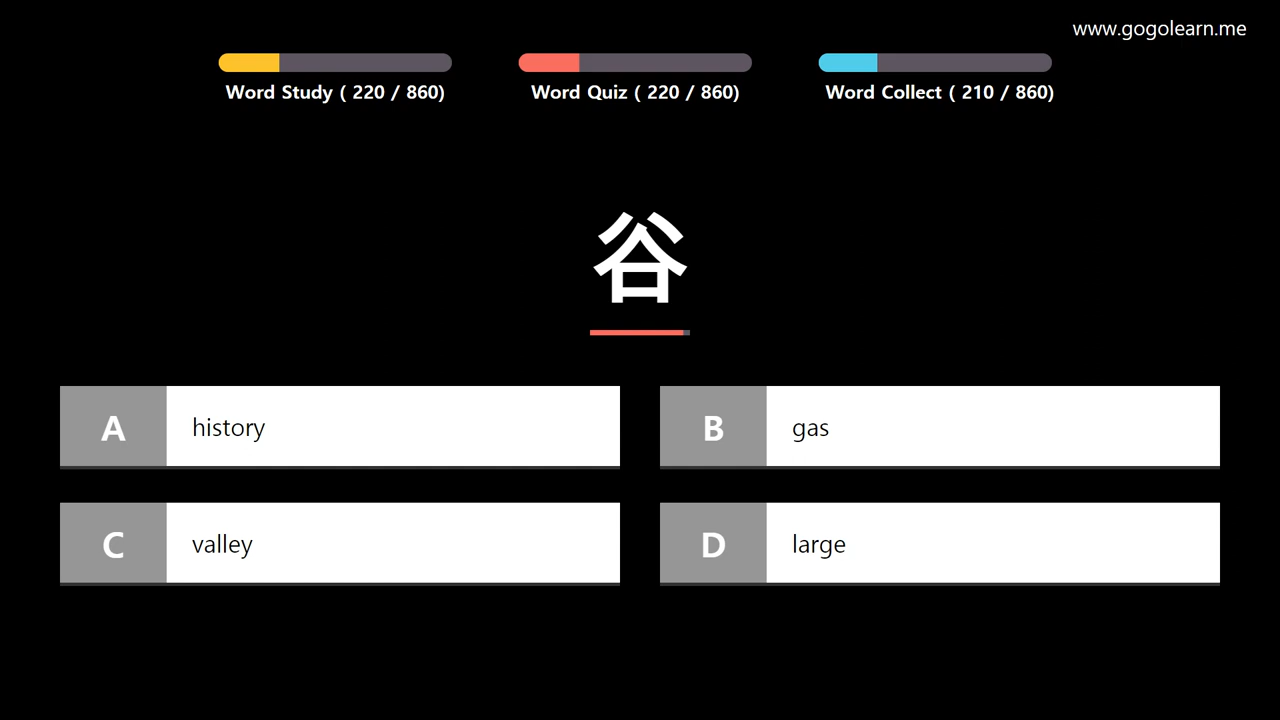 www.gogolearn.me
Word Study ( 220 / 860)
Word Quiz ( 220 / 860)
Word Collect ( 210 / 860)
谷
A history
B gas
C valley
D large